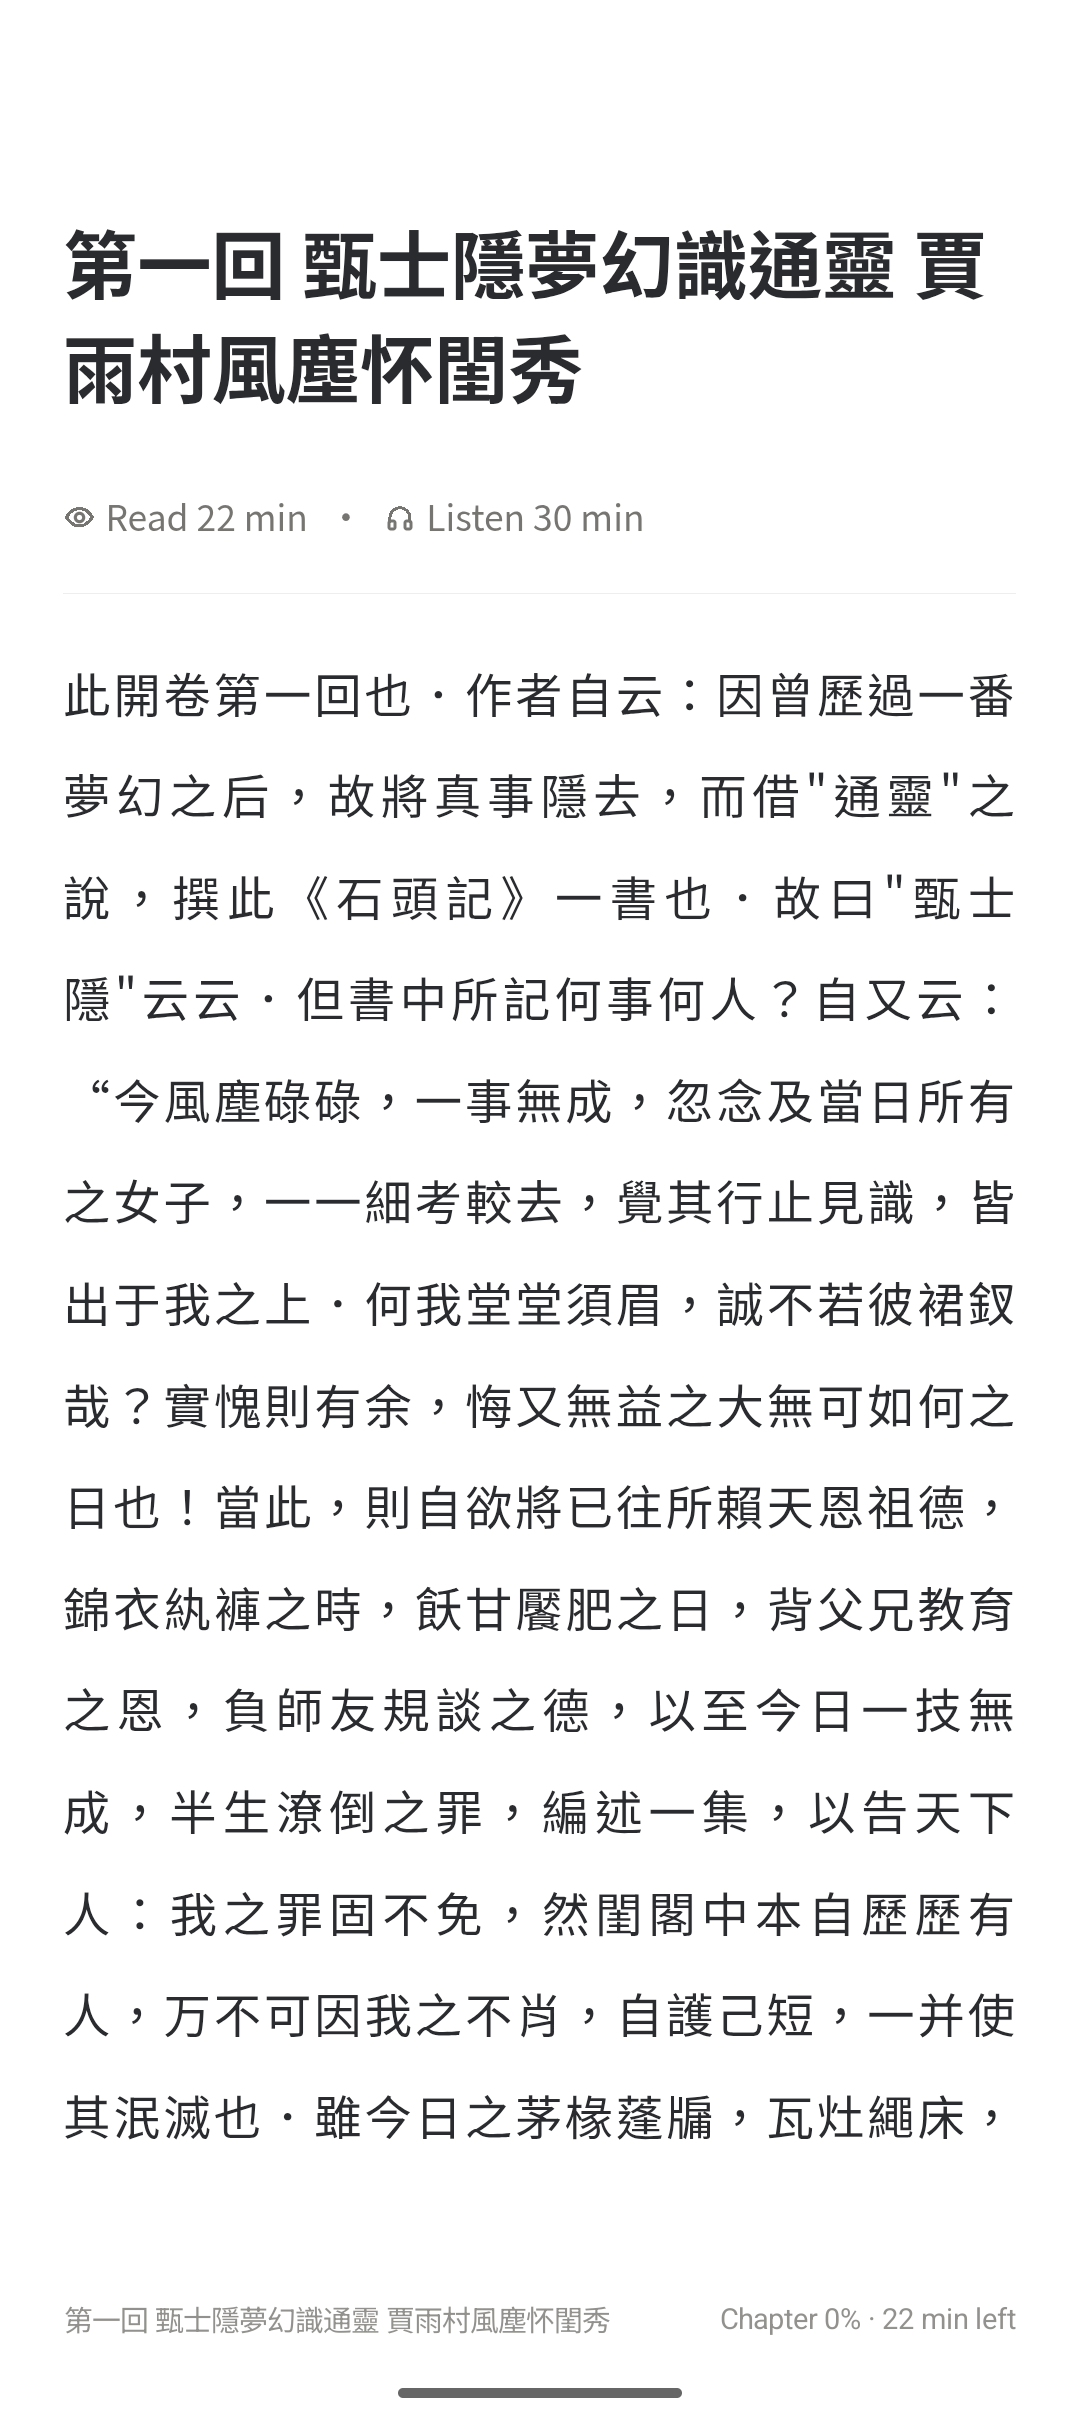 第一回 甄士隱夢幻識通靈 賈
雨村風塵怀閨秀
Read 22 min • Listen 30 min
此開卷第一回也．作者自云：因曾歷過一番
夢幻之后，故將真事隱去，而借"通靈"之
說，撰此《石頭記》一書也．故曰"甄士
隱"云云．但書中所記何事何人？自又云：
“今風塵碌碌，一事無成，忽念及當日所有
之女子，一一細考較去，覺其行止見識，皆
出于我之上．何我堂堂須眉，誠不若彼裙釵
哉？實愧則有余，悔又無益之大無可如何之
日也！當此，則自欲將已往所賴天恩祖德，
錦衣紈褲之時，飫甘饜肥之日，背父兄教育
之恩，負師友規談之德，以至今日一技無
成，半生潦倒之罪，編述一集，以告天下
人：我之罪固不免，然閨閣中本自歷歷有
人，万不可因我之不肖，自護己短，一并使
其泯滅也．雖今日之茅椽蓬牖，瓦灶繩床，
第一回 甄士隱夢幻識通靈 賈雨村風塵怀閨秀
Chapter 0% · 22 min left